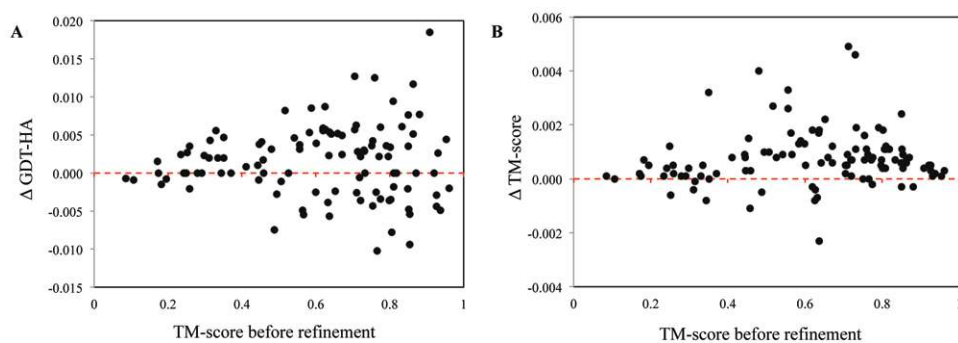 A
Δ GDT-HA
0.020
0.015
0.010
0.005
0.000
-0.005
-0.010
-0.015
0 0.2 0.4 0.6 0.8 1
TM-score before refinement
B
Δ TM-score
0.006
0.004
0.002
0.000
-0.002
-0.004
0 0.2 0.4 0.6 0.8 1
TM-score before refinement